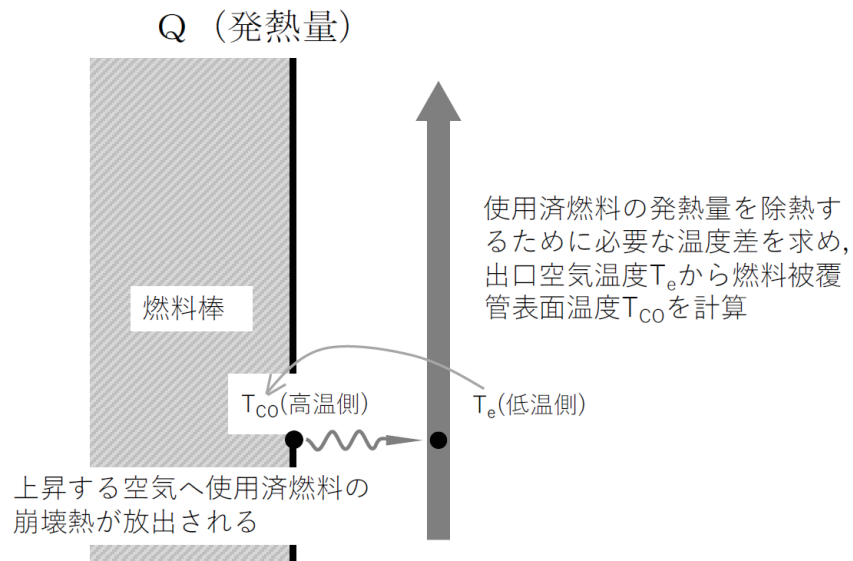 Q （発熱量）
使用済燃料の発熱量を除熱す
るために必要な温度差を求め，
出口空気温度Teから燃料被覆
管表面温度TCOを計算
燃料棒
TCO(高温側)
Te(低温側)
上昇する空気へ使用済燃料の
崩壊熱が放出される